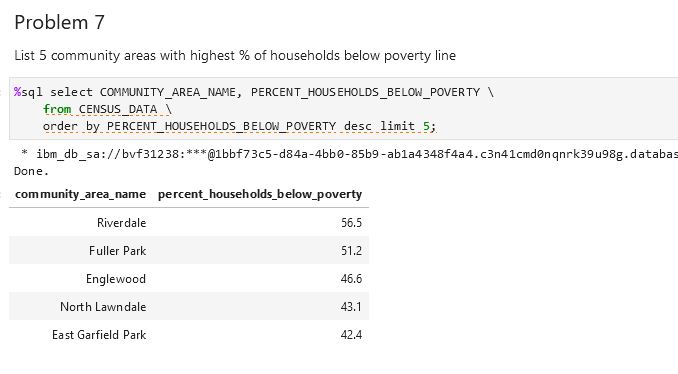 Problem 7
List 5 community areas with highest % of households below poverty line
%sql select COMMUNITY_AREA_NAME, PERCENT_HOUSEHOLDS_BELOW_POVERTY \
from CENSUS_DATA \
order by PERCENT_HOUSEHOLDS_BELOW_POVERTY desc limit 5;
* ibm_db_sa://bvf31238:***@1bbf73c5-d84a-4bb0-85b9-ab1a4348f4a4.c3n41cmd0nqnrk39u98g.databas
Done.
community_area_name percent_households_below_poverty
Riverdale 56.5
Fuller Park 51.2
Englewood 46.6
North Lawndale 43.1
East Garfield Park 42.4